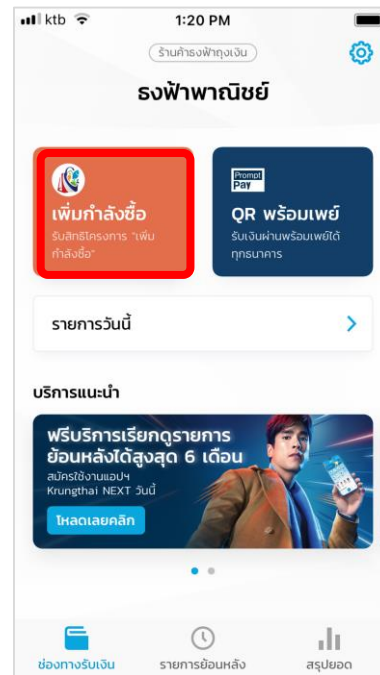 ktb
1:20 PM
ร้านค้าธงฟ้าถุงเงิน
ธงฟ้าพาณิชย์
เพิ่มกำลังซื้อ
รับสิทธิโครงการ "เพิ่ม
กำลังซื้อ"
Prompt
Pay
QR พร้อมเพย์
รับเงินผ่านพร้อมเพย์ได้
ทุกธนาคาร
รายการวันนี้
บริการแนะนำ
ฟรีบริการเรียกดูรายการ
ย้อนหลังได้สูงสุด 6 เดือน
สมัครใช้งานแอปฯ
Krungthai NEXT วันนี้
โหลดเลยคลิก
ช่องทางรับเงิน
รายการย้อนหลัง
สรุปยอด